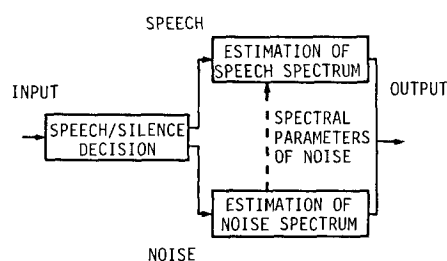 SPEECH
ESTIMATION OF
SPEECH SPECTRUM
INPUT
OUTPUT
SPEECH/SILENCE
DECISION
SPECTRAL
PARAMETERS
OF NOISE
ESTIMATION OF
NOISE SPECTRUM
NOISE